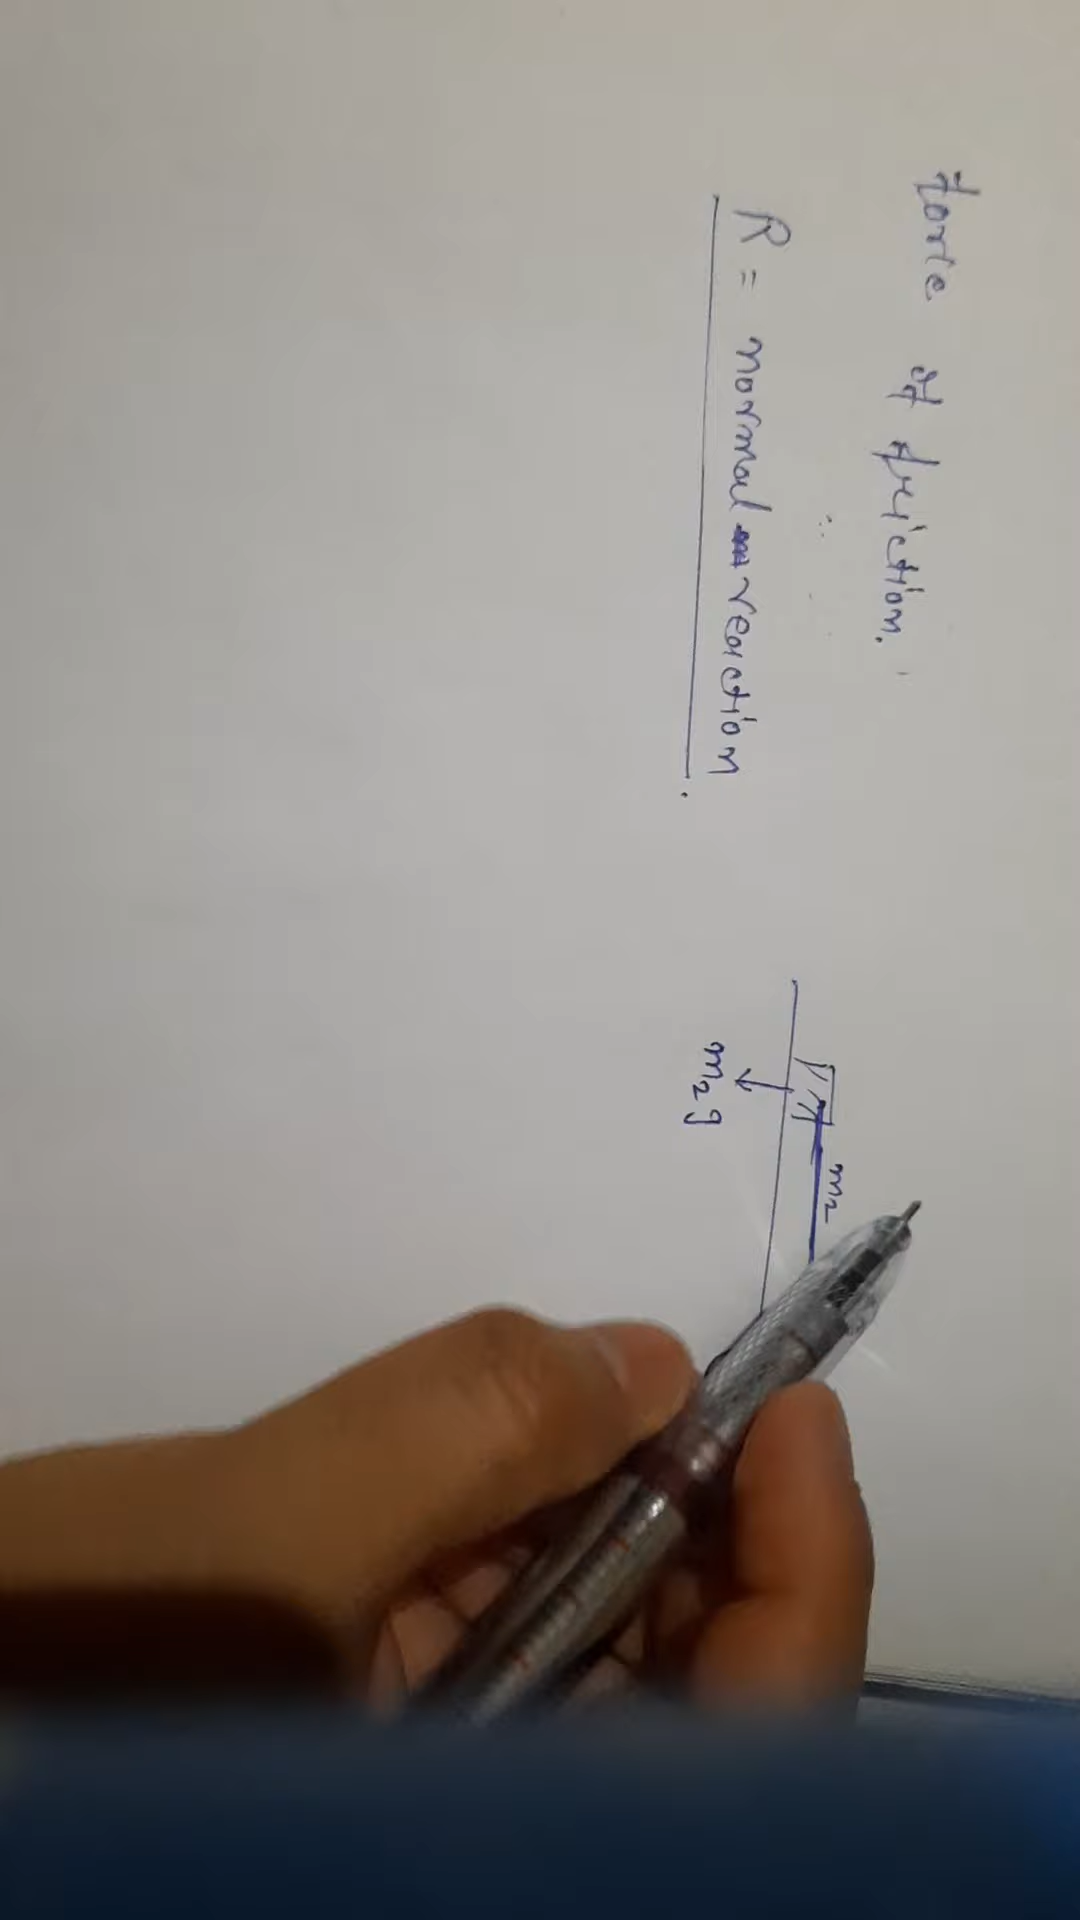 force of friction.
R = normal reaction.
m₂
m₂g